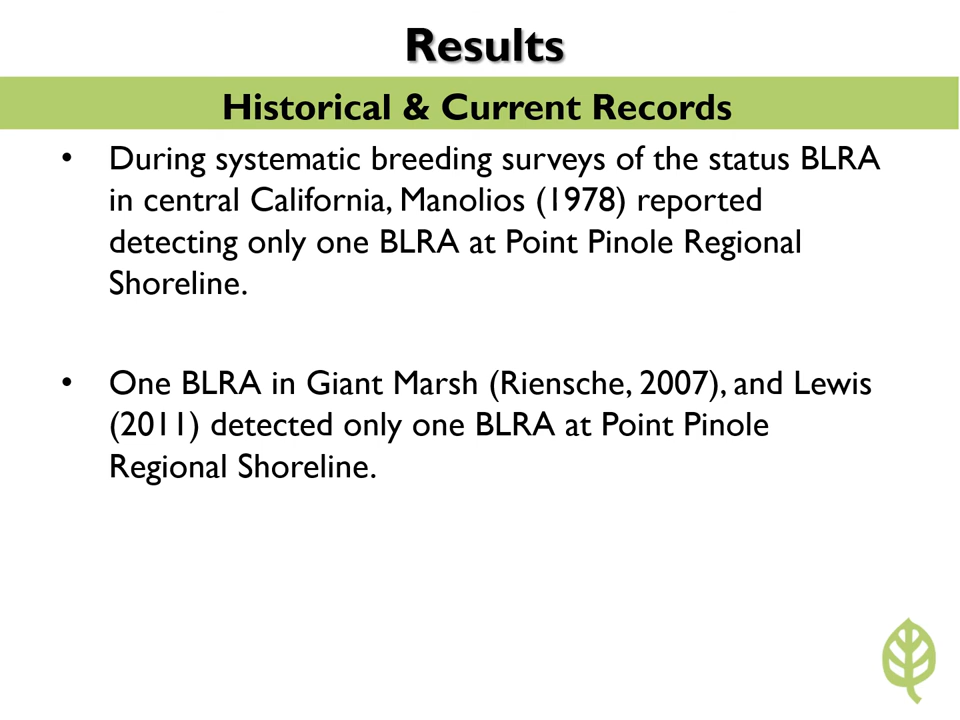 Results
Historical & Current Records
• During systematic breeding surveys of the status BLRA
in central California, Manolios (1978) reported
detecting only one BLRA at Point Pinole Regional
Shoreline.
• One BLRA in Giant Marsh (Riensche, 2007), and Lewis
(2011) detected only one BLRA at Point Pinole
Regional Shoreline.